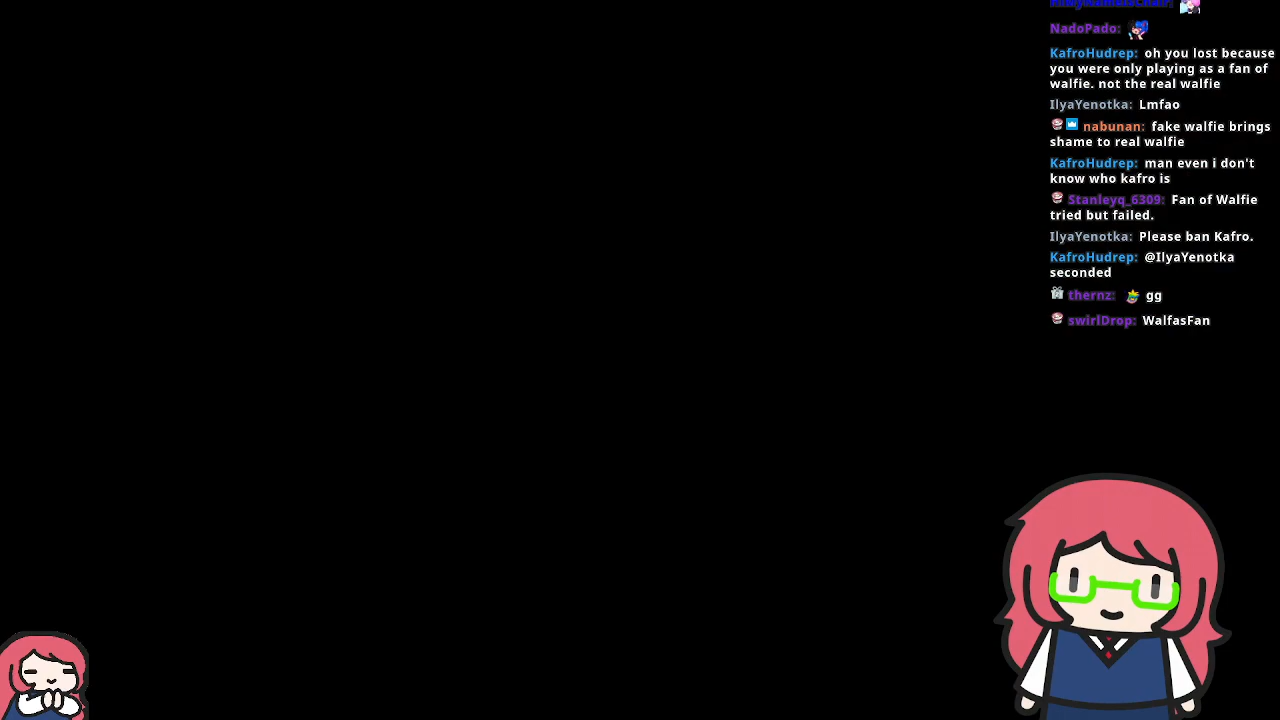 NadoPado:
KafroHudrep: oh you lost because
you were only playing as a fan of
walfie. not the real walfie
IlyaYenotka: Lmfao
nabunan: fake walfie brings
shame to real walfie
KafroHudrep: man even i don't
know who kafro is
Stanleyq_6309: Fan of Walfie
tried but failed.
IlyaYenotka: Please ban Kafro.
KafroHudrep: @IlyaYenotka
seconded
thernz: gg
swirlDrop: WalfasFan